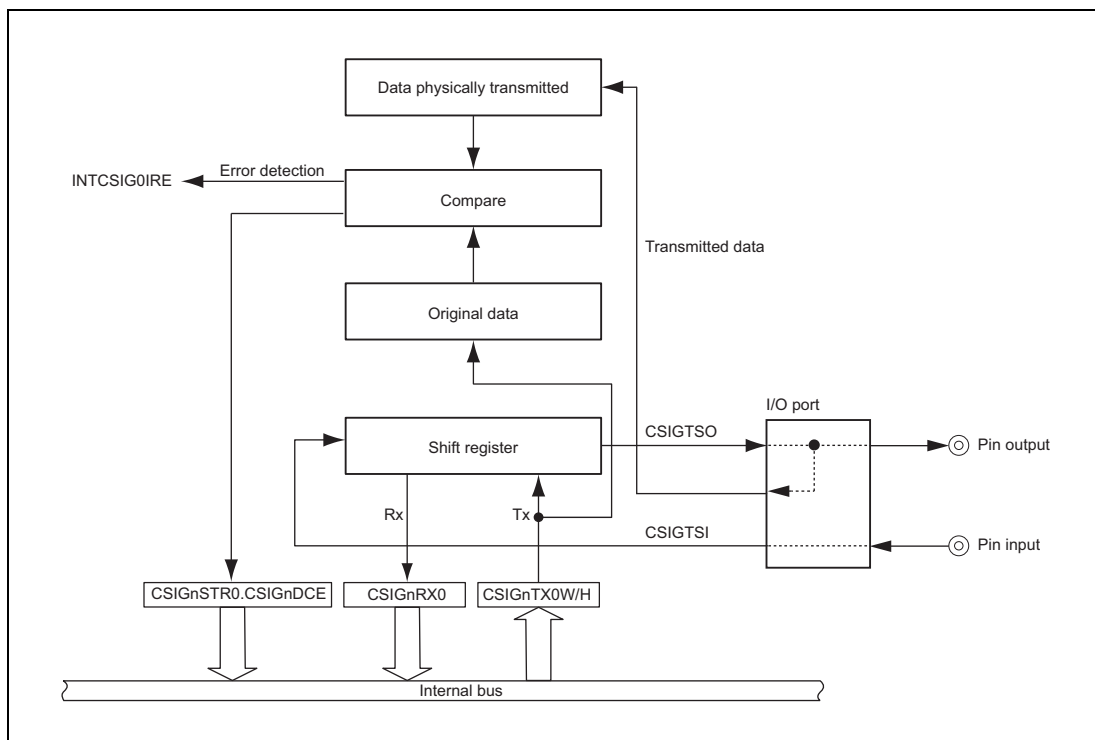 Data physically transmitted
Error detection
INTCSIG0IRE
Compare
Transmitted data
Original data
I/O port
CSIGTSO
Shift register
Pin output
Rx
Tx
CSIGTSI
Pin input
CSIGnSTR0.CSIGnDCE
CSIGnRX0
CSIGnTX0W/H
Internal bus